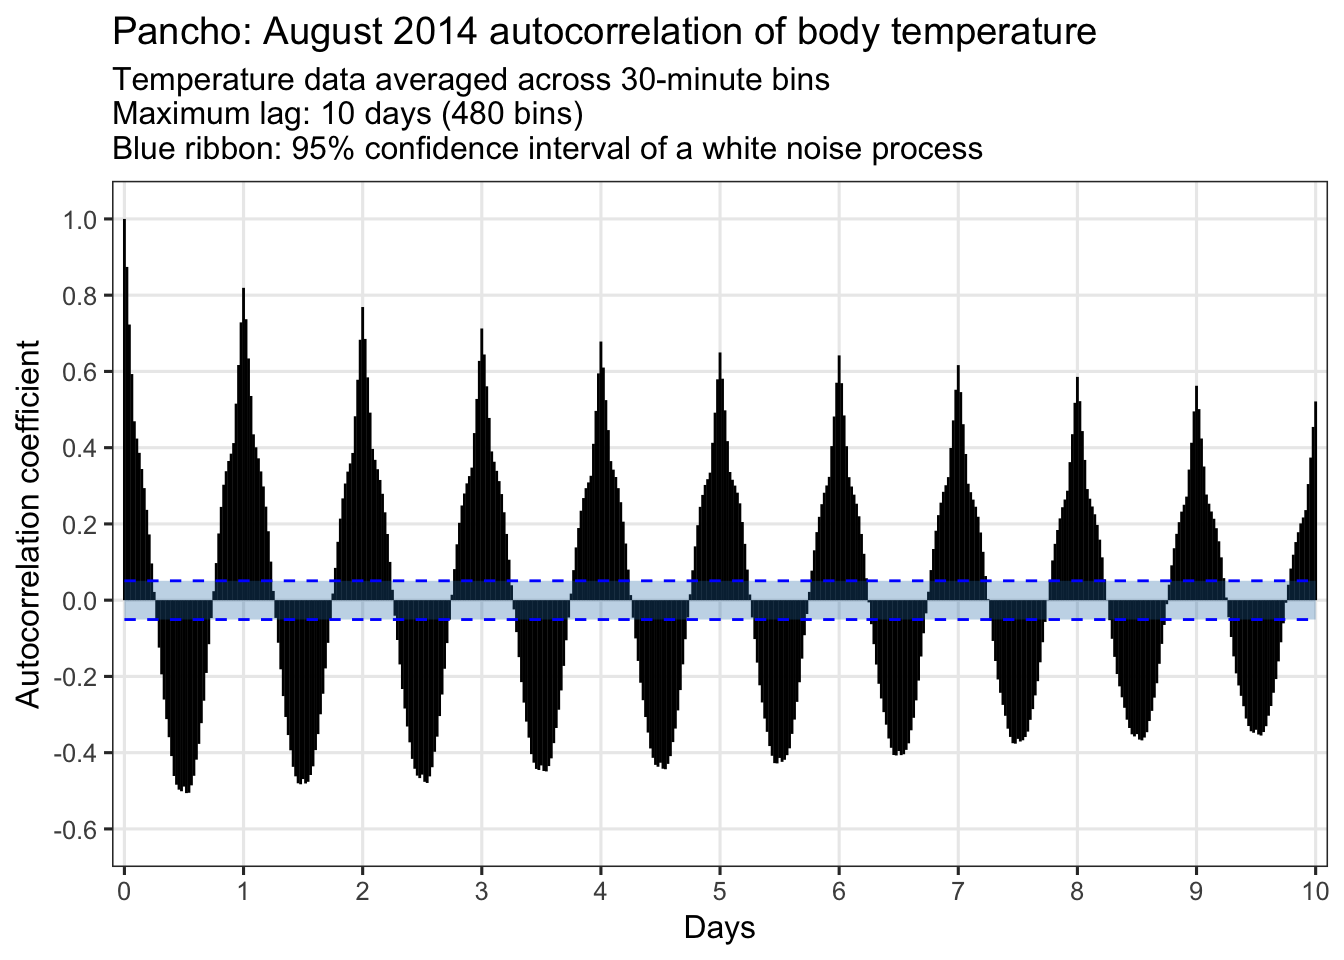 Pancho: August 2014 autocorrelation of body temperature
Temperature data averaged across 30-minute bins
Maximum lag: 10 days (480 bins)
Blue ribbon: 95% confidence interval of a white noise process
Autocorrelation coefficient
1.0
0.8
0.6
0.4
0.2
0.0
-0.2
-0.4
-0.6
0 1 2 3 4 5 6 7 8 9 10
Days